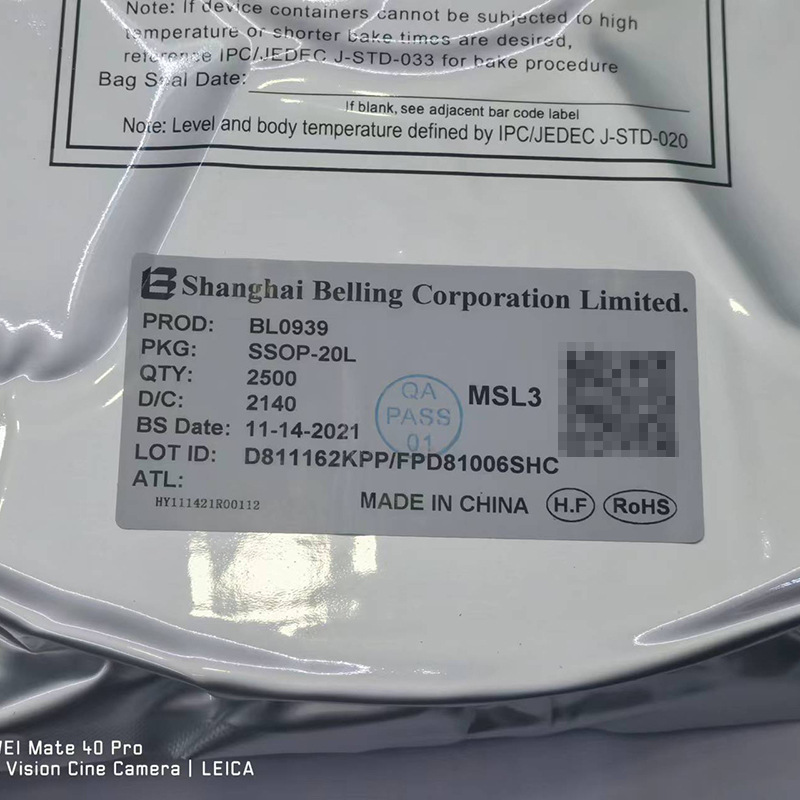 Note: If device containers cannot be subjected to high
temperature or shorter bake times are desired,
reference IPC/JEDEC J-STD-033 for bake procedure
Bag Seal Date:
If blank, see adjacent bar code label
Note: Level and body temperature defined by IPC/JEDEC J-STD-020
Shanghai Belling Corporation Limited.
PROD: BL0939
PKG: SSOP-20L
QTY: 2500
D/C: 2140
BS Date: 11-14-2021
LOT ID: D811162KPP/FPD81006SHC
ATL:
HY111421R00112
QA
PASS
01
MSL3
MADE IN CHINA H.F RoHS
EI Mate 40 Pro
Vision Cine Camera | LEICA